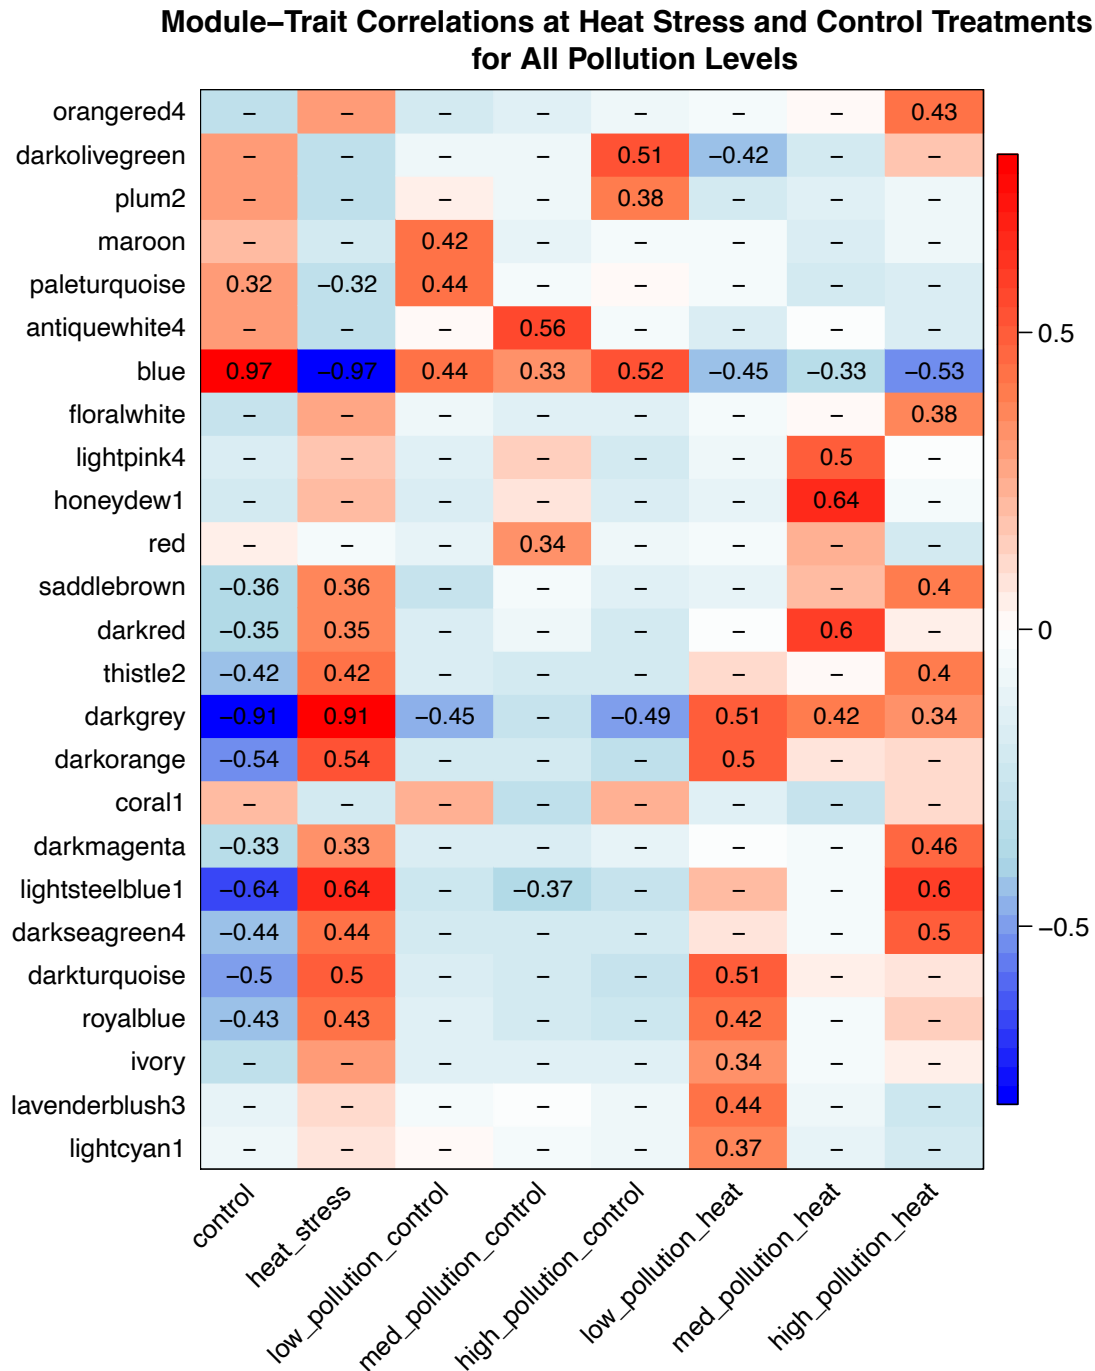 Module−Trait Correlations at Heat Stress and Control Treatments
for All Pollution Levels
orangered4 − − − − − − − 0.43
darkolivegreen − − − − 0.51 −0.42 − −
plum2 − − − − 0.38 − − −
maroon − − 0.42 − − − − −
paleturquoise 0.32 −0.32 0.44 − − − − −
antiquewhite4 − − − 0.56 − − − −
blue 0.97 −0.97 0.44 0.33 0.52 −0.45 −0.33 −0.53
floralwhite − − − − − − − 0.38
lightpink4 − − − − − − 0.5 −
honeydew1 − − − − − − 0.64 −
red − − − 0.34 − − − −
saddlebrown −0.36 0.36 − − − − − 0.4
darkred −0.35 0.35 − − − − 0.6 −
thistle2 −0.42 0.42 − − − − − 0.4
darkgrey −0.91 0.91 −0.45 − −0.49 0.51 0.42 0.34
darkorange −0.54 0.54 − − − 0.5 − −
coral1 − − − − − − − −
darkmagenta −0.33 0.33 − − − − − 0.46
lightsteelblue1 −0.64 0.64 − −0.37 − − − 0.6
darkseagreen4 −0.44 0.44 − − − − − 0.5
darkturquoise −0.5 0.5 − − − 0.51 − −
royalblue −0.43 0.43 − − − 0.42 − −
ivory − − − − − 0.34 − −
lavenderblush3 − − − − − 0.44 − −
lightcyan1 − − − − − 0.37 − −
control
heat_stress
low_pollution_control
med_pollution_control
high_pollution_control
low_pollution_heat
med_pollution_heat
high_pollution_heat
0.5
0
−0.5